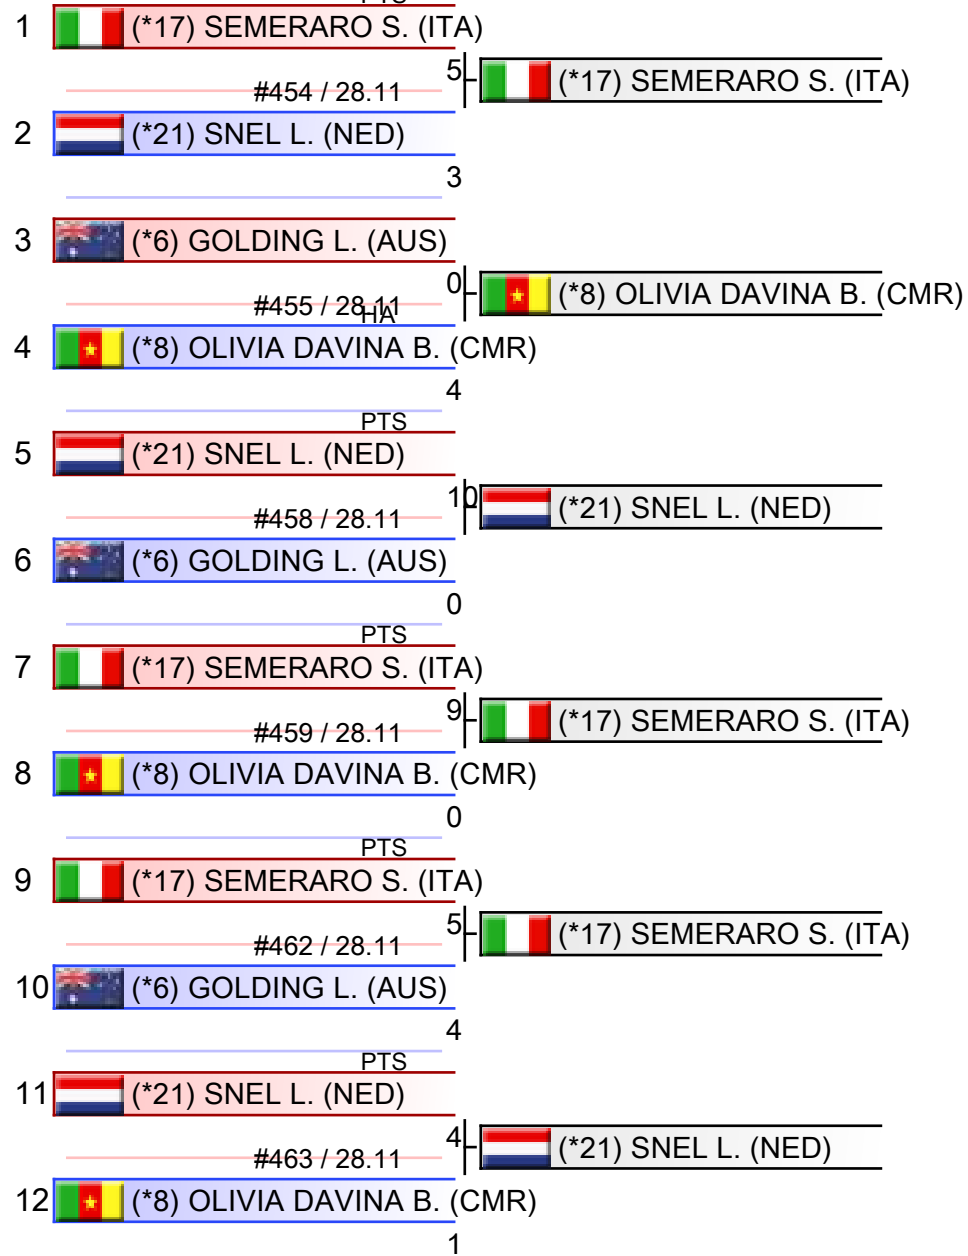 PTS
1 (*17) SEMERARO S. (ITA)
5 (*17) SEMERARO S. (ITA)
#454 / 28.11
2 (*21) SNEL L. (NED)
3
3 (*6) GOLDING L. (AUS)
0 (*8) OLIVIA DAVINA B. (CMR)
#455 / 28.11
HA
4 (*8) OLIVIA DAVINA B. (CMR)
4
PTS
5 (*21) SNEL L. (NED)
10 (*21) SNEL L. (NED)
#458 / 28.11
6 (*6) GOLDING L. (AUS)
0
PTS
7 (*17) SEMERARO S. (ITA)
9 (*17) SEMERARO S. (ITA)
#459 / 28.11
8 (*8) OLIVIA DAVINA B. (CMR)
0
PTS
9 (*17) SEMERARO S. (ITA)
5 (*17) SEMERARO S. (ITA)
#462 / 28.11
10 (*6) GOLDING L. (AUS)
4
PTS
11 (*21) SNEL L. (NED)
4 (*21) SNEL L. (NED)
#463 / 28.11
12 (*8) OLIVIA DAVINA B. (CMR)
1